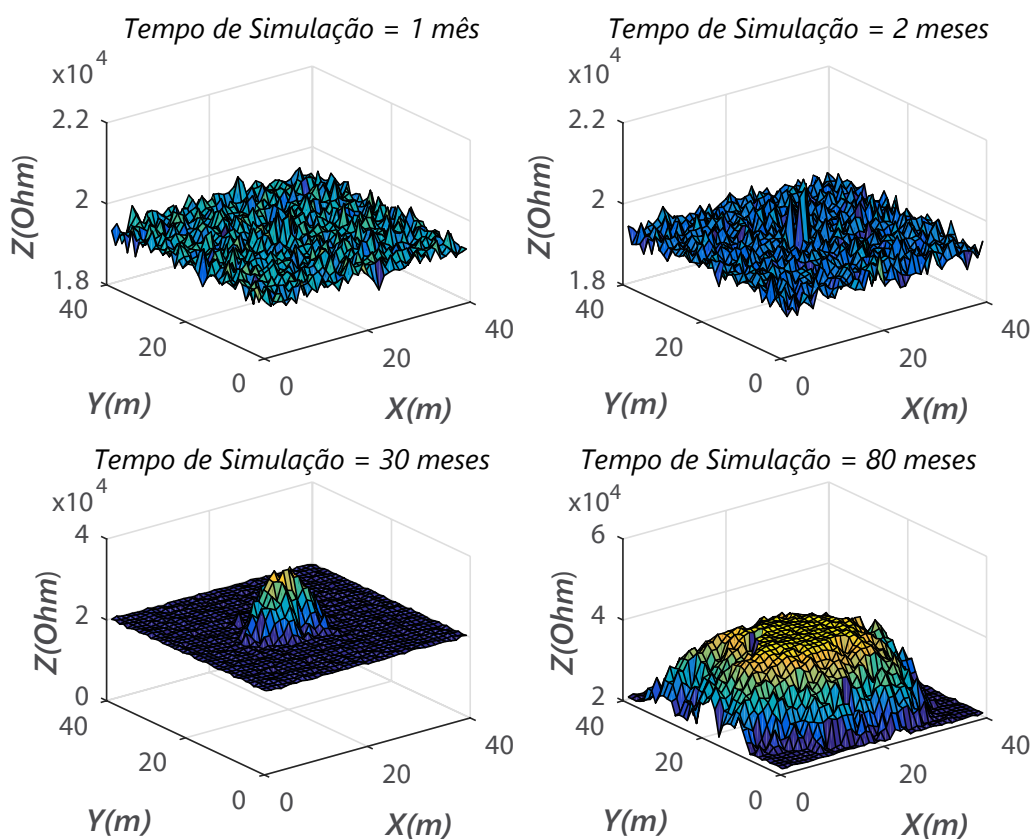 Tempo de Simulação = 1 mês
x10^4
2.2
2
1.8
Z(Ohm)
40
20
0
Y(m)
0
20
40
X(m)
Tempo de Simulação = 2 meses
x10^4
2.2
2
1.8
Z(Ohm)
40
20
0
Y(m)
0
20
40
X(m)
Tempo de Simulação = 30 meses
x10^4
4
2
0
Z(Ohm)
40
20
0
Y(m)
0
20
40
X(m)
Tempo de Simulação = 80 meses
x10^4
6
4
2
Z(Ohm)
40
20
0
Y(m)
0
20
40
X(m)